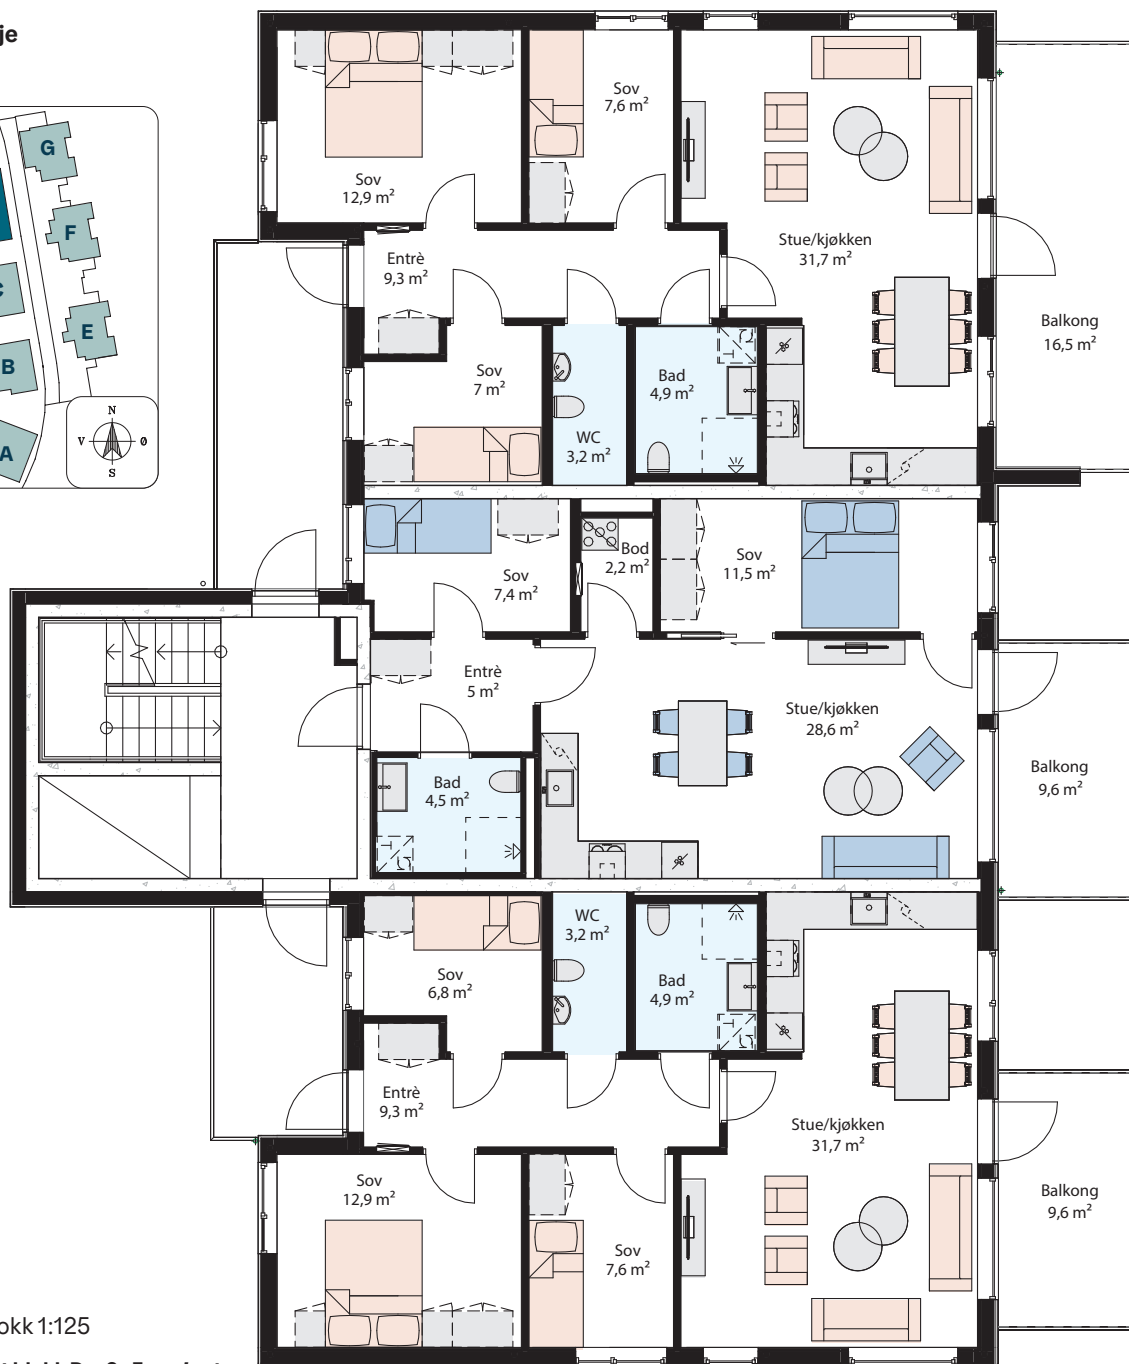 je
G
F
E
C
B
A
N
V
Ø
S
Sov
12,9 m²
Sov
7,6 m²
Stue/kjøkken
31,7 m²
Entrè
9,3 m²
Balkong
16,5 m²
Sov
7 m²
WC
3,2 m²
Bad
4,9 m²
Sov
7,4 m²
Bod
2,2 m²
Sov
11,5 m²
Entrè
5 m²
Stue/kjøkken
28,6 m²
Bad
4,5 m²
Balkong
9,6 m²
Sov
6,8 m²
WC
3,2 m²
Bad
4,9 m²
Entrè
9,3 m²
Stue/kjøkken
31,7 m²
Sov
12,9 m²
Sov
7,6 m²
Balkong
9,6 m²
okk 1:125